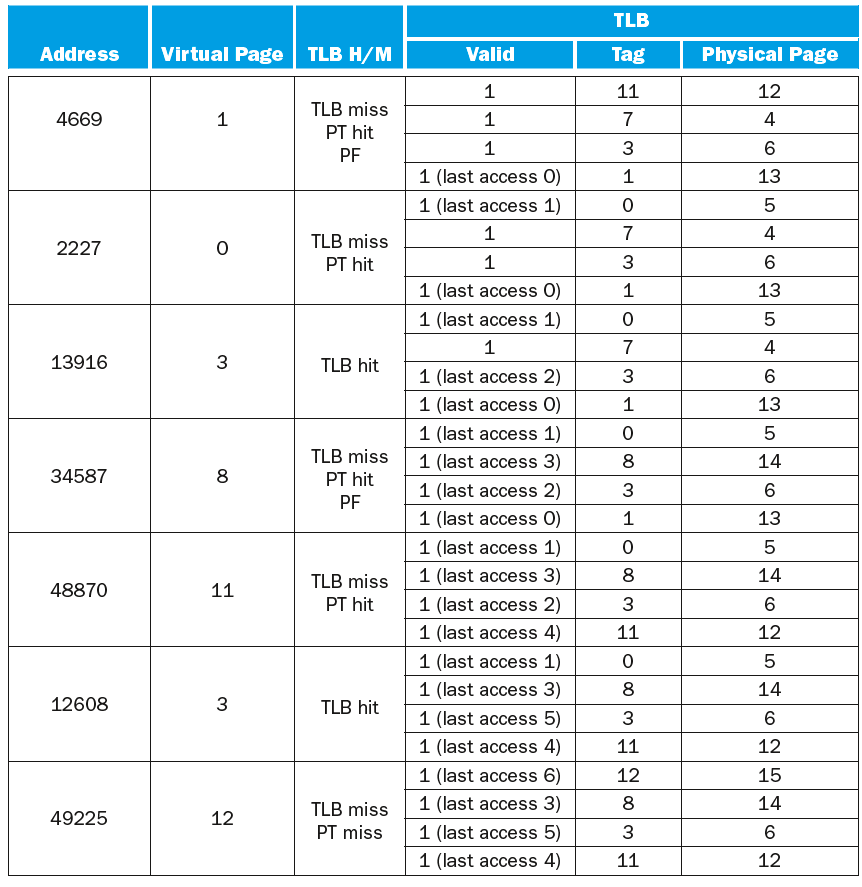 TLB
Address Virtual Page TLB H/M Valid Tag Physical Page
4669 1 TLB miss PT hit PF
1 11 12
1 7 4
1 3 6
1 (last access 0) 1 13
2227 0 TLB miss PT hit
1 (last access 1) 0 5
1 7 4
1 3 6
1 (last access 0) 1 13
13916 3 TLB hit
1 (last access 1) 0 5
1 7 4
1 (last access 2) 3 6
1 (last access 0) 1 13
34587 8 TLB miss PT hit PF
1 (last access 1) 0 5
1 (last access 3) 8 14
1 (last access 2) 3 6
1 (last access 0) 1 13
48870 11 TLB miss PT hit
1 (last access 1) 0 5
1 (last access 3) 8 14
1 (last access 2) 3 6
1 (last access 4) 11 12
12608 3 TLB hit
1 (last access 1) 0 5
1 (last access 3) 8 14
1 (last access 5) 3 6
1 (last access 4) 11 12
49225 12 TLB miss PT miss
1 (last access 6) 12 15
1 (last access 3) 8 14
1 (last access 5) 3 6
1 (last access 4) 11 12